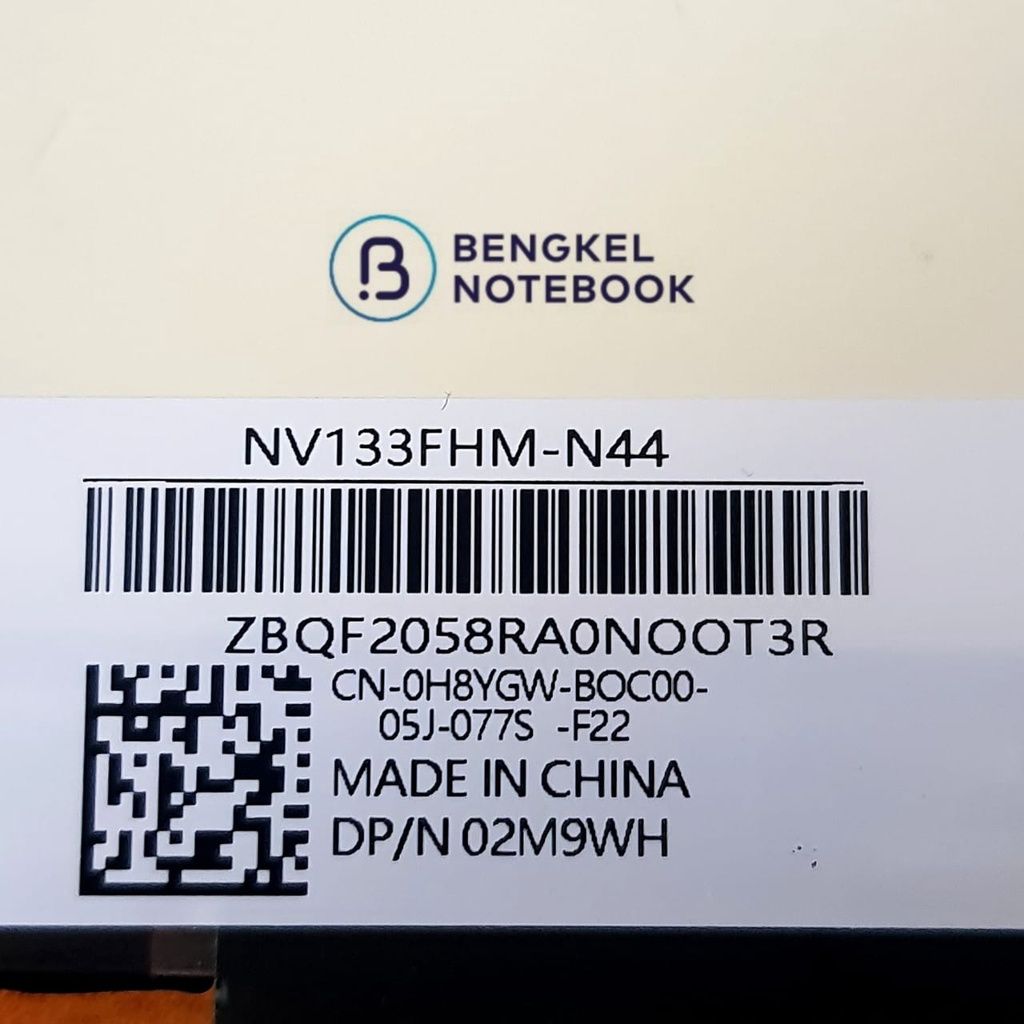 B
BENGKEL
NOTEBOOK
NV133FHM-N44
ZBQF2058RA0NOOT3R
CN-0H8YGW-BOC00-
05J-077S -F22
MADE IN CHINA
DP/N 02M9WH